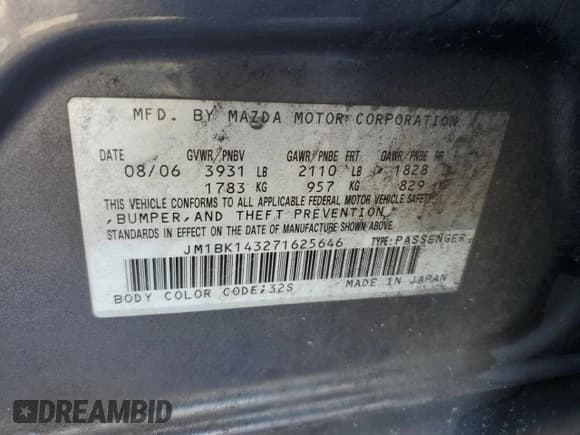 MFD. BY MAZDA MOTOR CORPORATION
DATE GVWR/PNBV GAWR/PNBE FRT GAWR/PNBE RR
08/06 3931 LB 2110 LB 1828
1783 KG 957 KG 829
THIS VEHICLE CONFORMS TO ALL APPLICABLE FEDERAL MOTOR VEHICLE SAFETY
,BUMPER,AND THEFT PREVENTION
STANDARDS IN EFFECT ON THE DATE OF MANUFACTURE SHOWN ABOVE.
JM1BK143271625646 TYPE:PASSENGER
BODY COLOR CODE;32S MADE IN JAPAN
DREAMBID